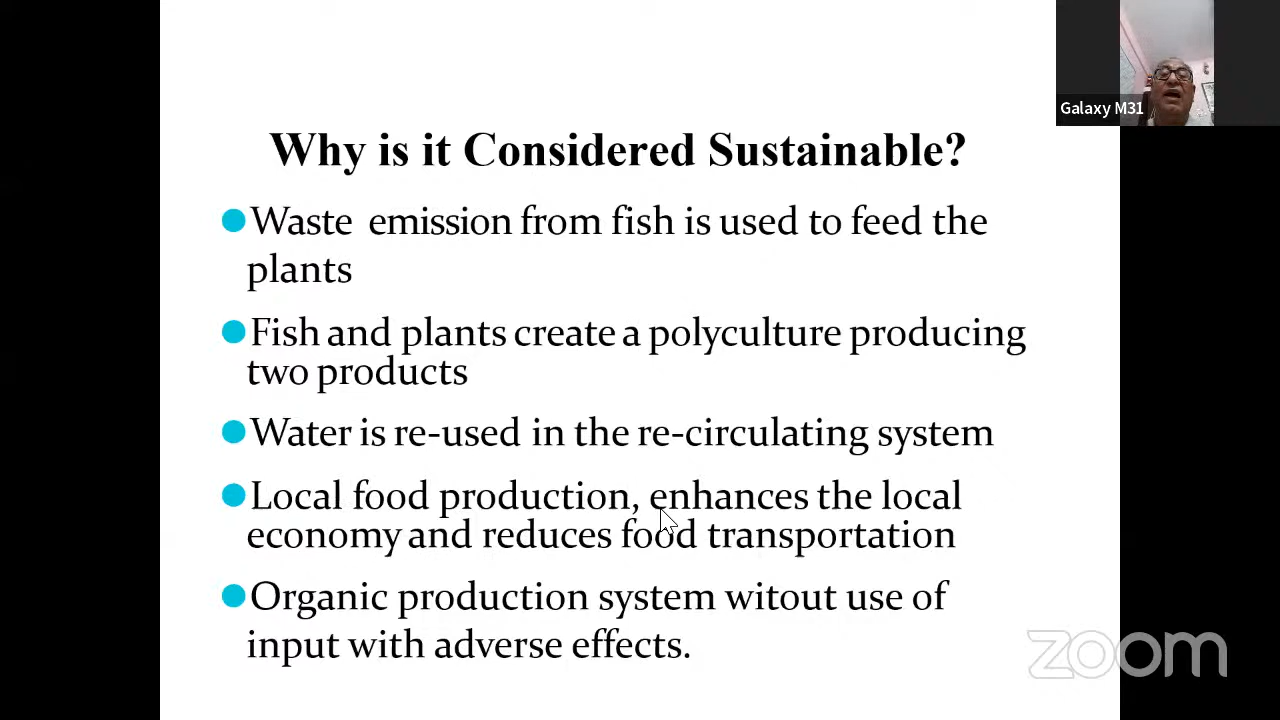 Galaxy M31
Why is it Considered Sustainable?
Waste emission from fish is used to feed the
plants
Fish and plants create a polyculture producing
two products
Water is re-used in the re-circulating system
Local food production, enhances the local
economy and reduces food transportation
Organic production system witout use of
input with adverse effects.
zoom